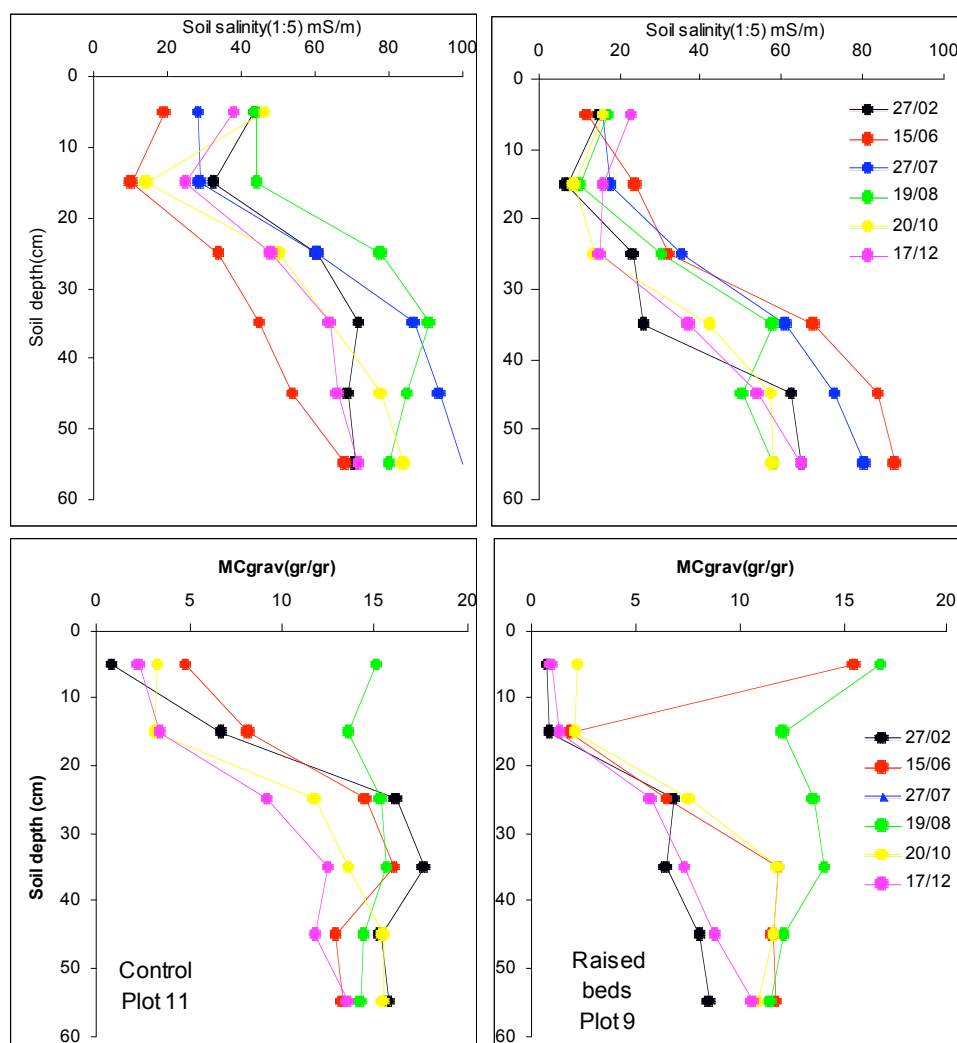 Soil salinity(1:5) mS/m)
0 20 40 60 80 100
0
10
20
30
40
50
60
Soil depth(cm)
Soil salinity(1:5) mS/m)
0 20 40 60 80 100
0
10
20
30
40
50
60
27/02
15/06
27/07
19/08
20/10
17/12
MCgrav(gr/gr)
0 5 10 15 20
0
10
20
30
40
50
60
Soil depth (cm)
Control
Plot 11
MCgrav(gr/gr)
0 5 10 15 20
0
10
20
30
40
50
60
27/02
15/06
27/07
19/08
20/10
17/12
Raised
beds
Plot 9